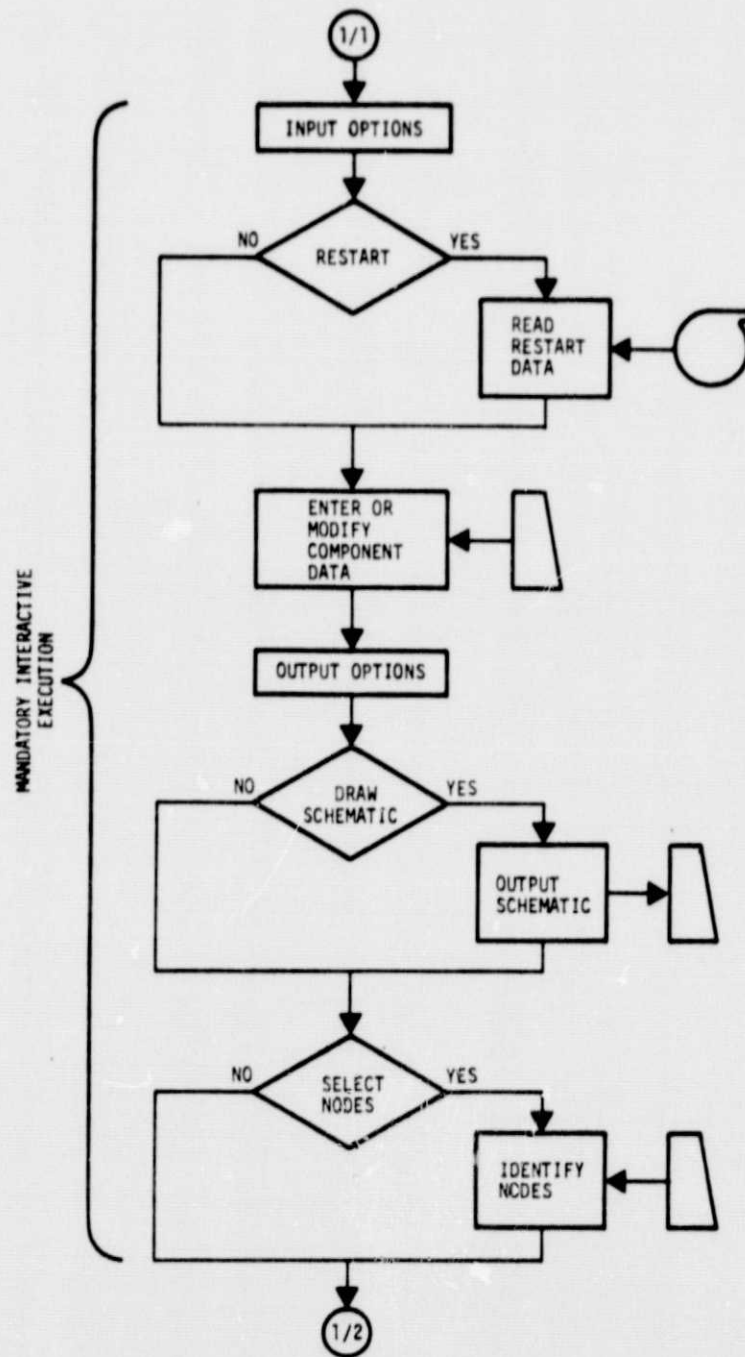 1/1
INPUT OPTIONS
NO
YES
RESTART
READ
RESTART
DATA
ENTER OR
MODIFY
COMPONENT
DATA
MANDATORY INTERACTIVE
EXECUTION
OUTPUT OPTIONS
NO
YES
DRAW
SCHEMATIC
OUTPUT
SCHEMATIC
NO
YES
SELECT
NODES
IDENTIFY
NODES
1/2